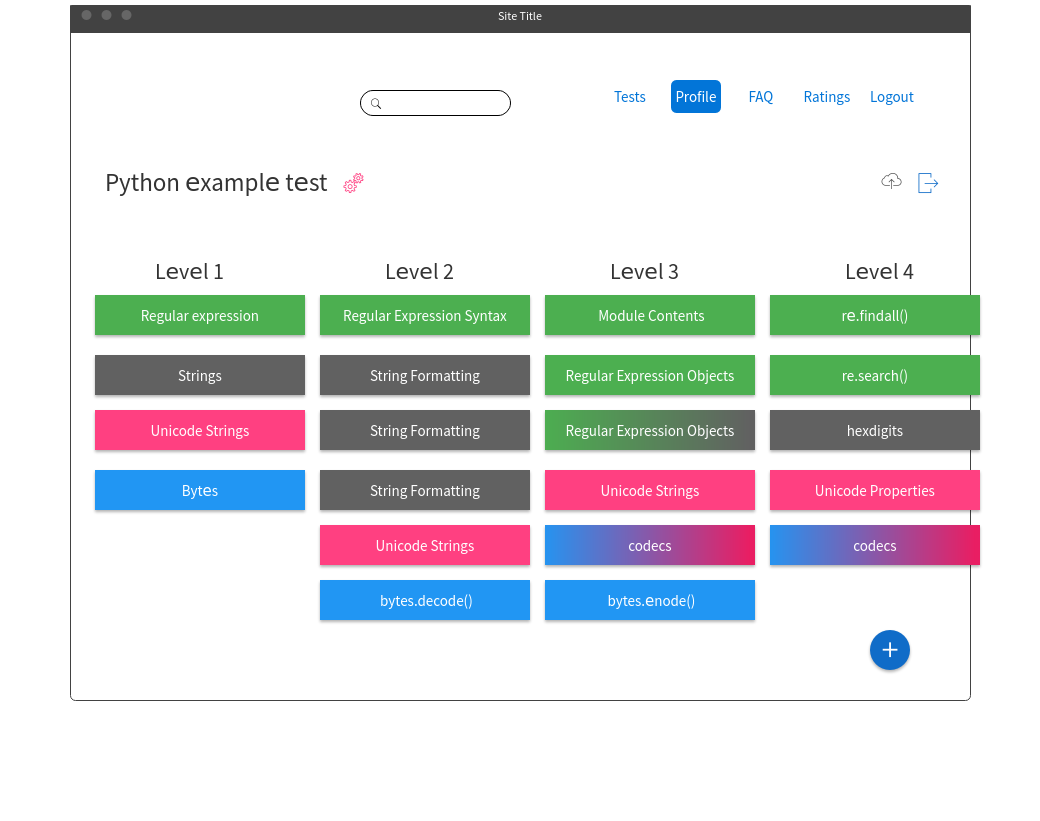 Site Title
Tests Profile FAQ Ratings Logout
Python example test
Level 1 Level 2 Level 3 Level 4
Regular expression Regular Expression Syntax Module Contents re.findall()
Strings String Formatting Regular Expression Objects re.search()
Unicode Strings String Formatting Regular Expression Objects hexdigits
Bytes String Formatting Unicode Strings Unicode Properties
Unicode Strings codecs codecs
bytes.decode() bytes.enode()